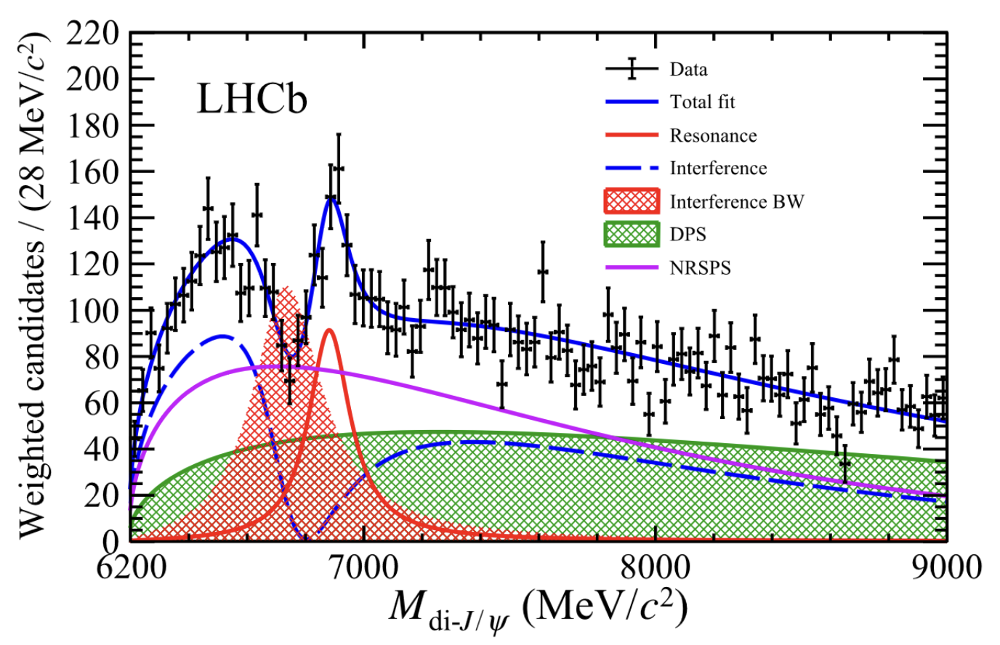 Weighted candidates / (28 MeV/c²)
220
200
180
160
140
120
100
80
60
40
20
0
LHCb
Data
Total fit
Resonance
Interference
Interference BW
DPS
NRSPS
6200 7000 8000 9000
M di-J/ψ (MeV/c²)